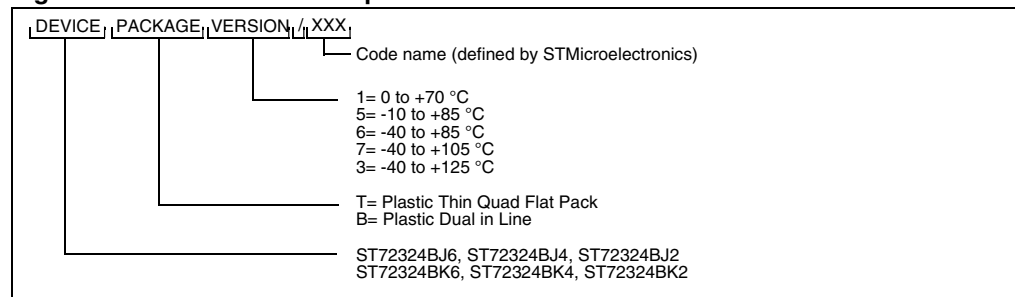 DEVICE PACKAGE VERSION / XXX
Code name (defined by STMicroelectronics)
1= 0 to +70 °C
5= -10 to +85 °C
6= -40 to +85 °C
7= -40 to +105 °C
3= -40 to +125 °C
T= Plastic Thin Quad Flat Pack
B= Plastic Dual in Line
ST72324BJ6, ST72324BJ4, ST72324BJ2
ST72324BK6, ST72324BK4, ST72324BK2